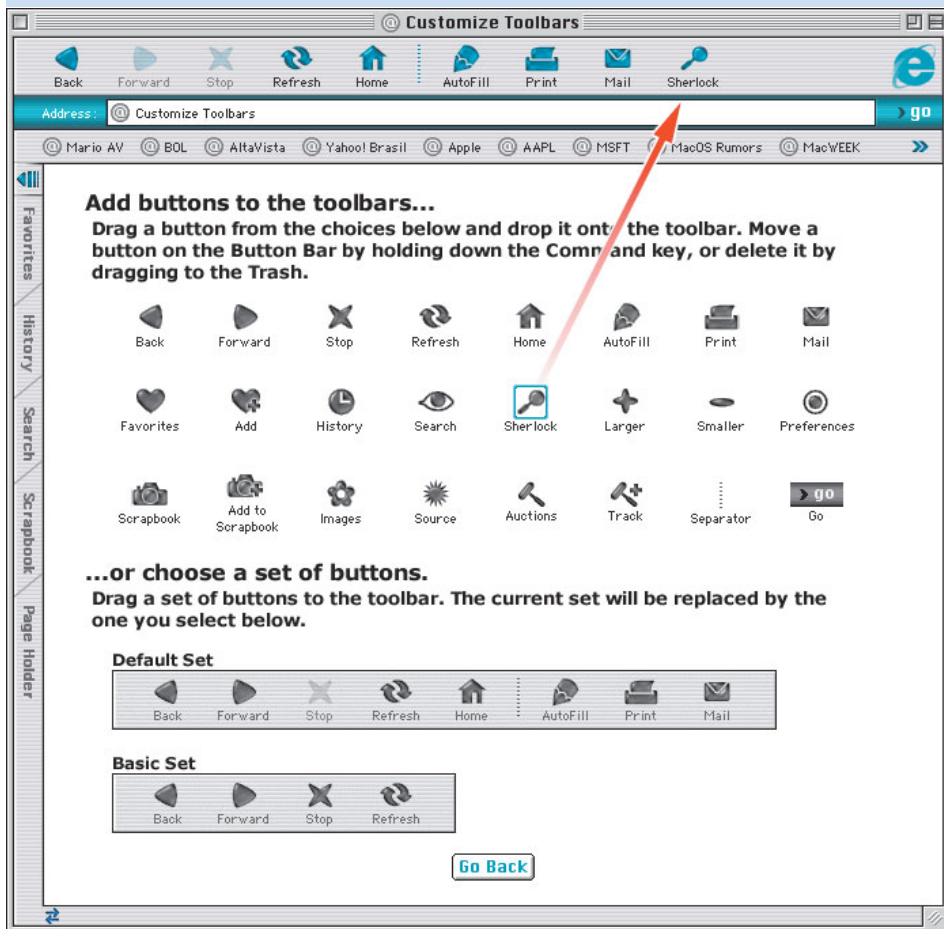 @ Customize Toolbars
Back Forward Stop Refresh Home AutoFill Print Mail Sherlock
Address: @ Customize Toolbars > go
@ Mario AV @ BOL @ AltaVista @ Yahoo! Brasil @ Apple @ AAPL @ MSFT @ MacOS Rumors @ MacWEEK >>
Favorites
History
Search
Scrapbook
Page Holder
Add buttons to the toolbars...
Drag a button from the choices below and drop it onto the toolbar. Move a
button on the Button Bar by holding down the Command key, or delete it by
dragging to the Trash.
Back Forward Stop Refresh Home AutoFill Print Mail
Favorites Add History Search Sherlock Larger Smaller Preferences
> go
Scrapbook Add to Scrapbook Images Source Auctions Track Separator Go
...or choose a set of buttons.
Drag a set of buttons to the toolbar. The current set will be replaced by the
one you select below.
Default Set
Back Forward Stop Refresh Home AutoFill Print Mail
Basic Set
Back Forward Stop Refresh
Go Back